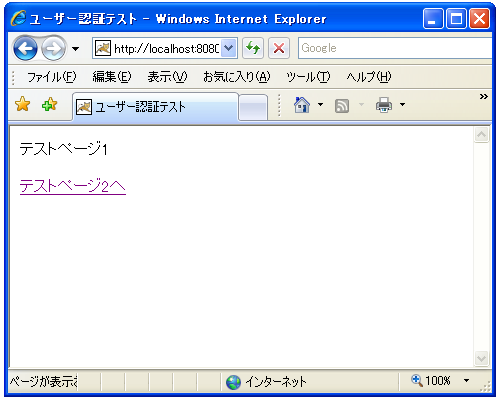 ユーザー認証テスト - Windows Internet Explorer
http://localhost:8080
Google
ファイル(F) 編集(E) 表示(V) お気に入り(A) ツール(T) ヘルプ(H)
ユーザー認証テスト
»
テストページ1
テストページ2へ
ページが表示
インターネット
100%